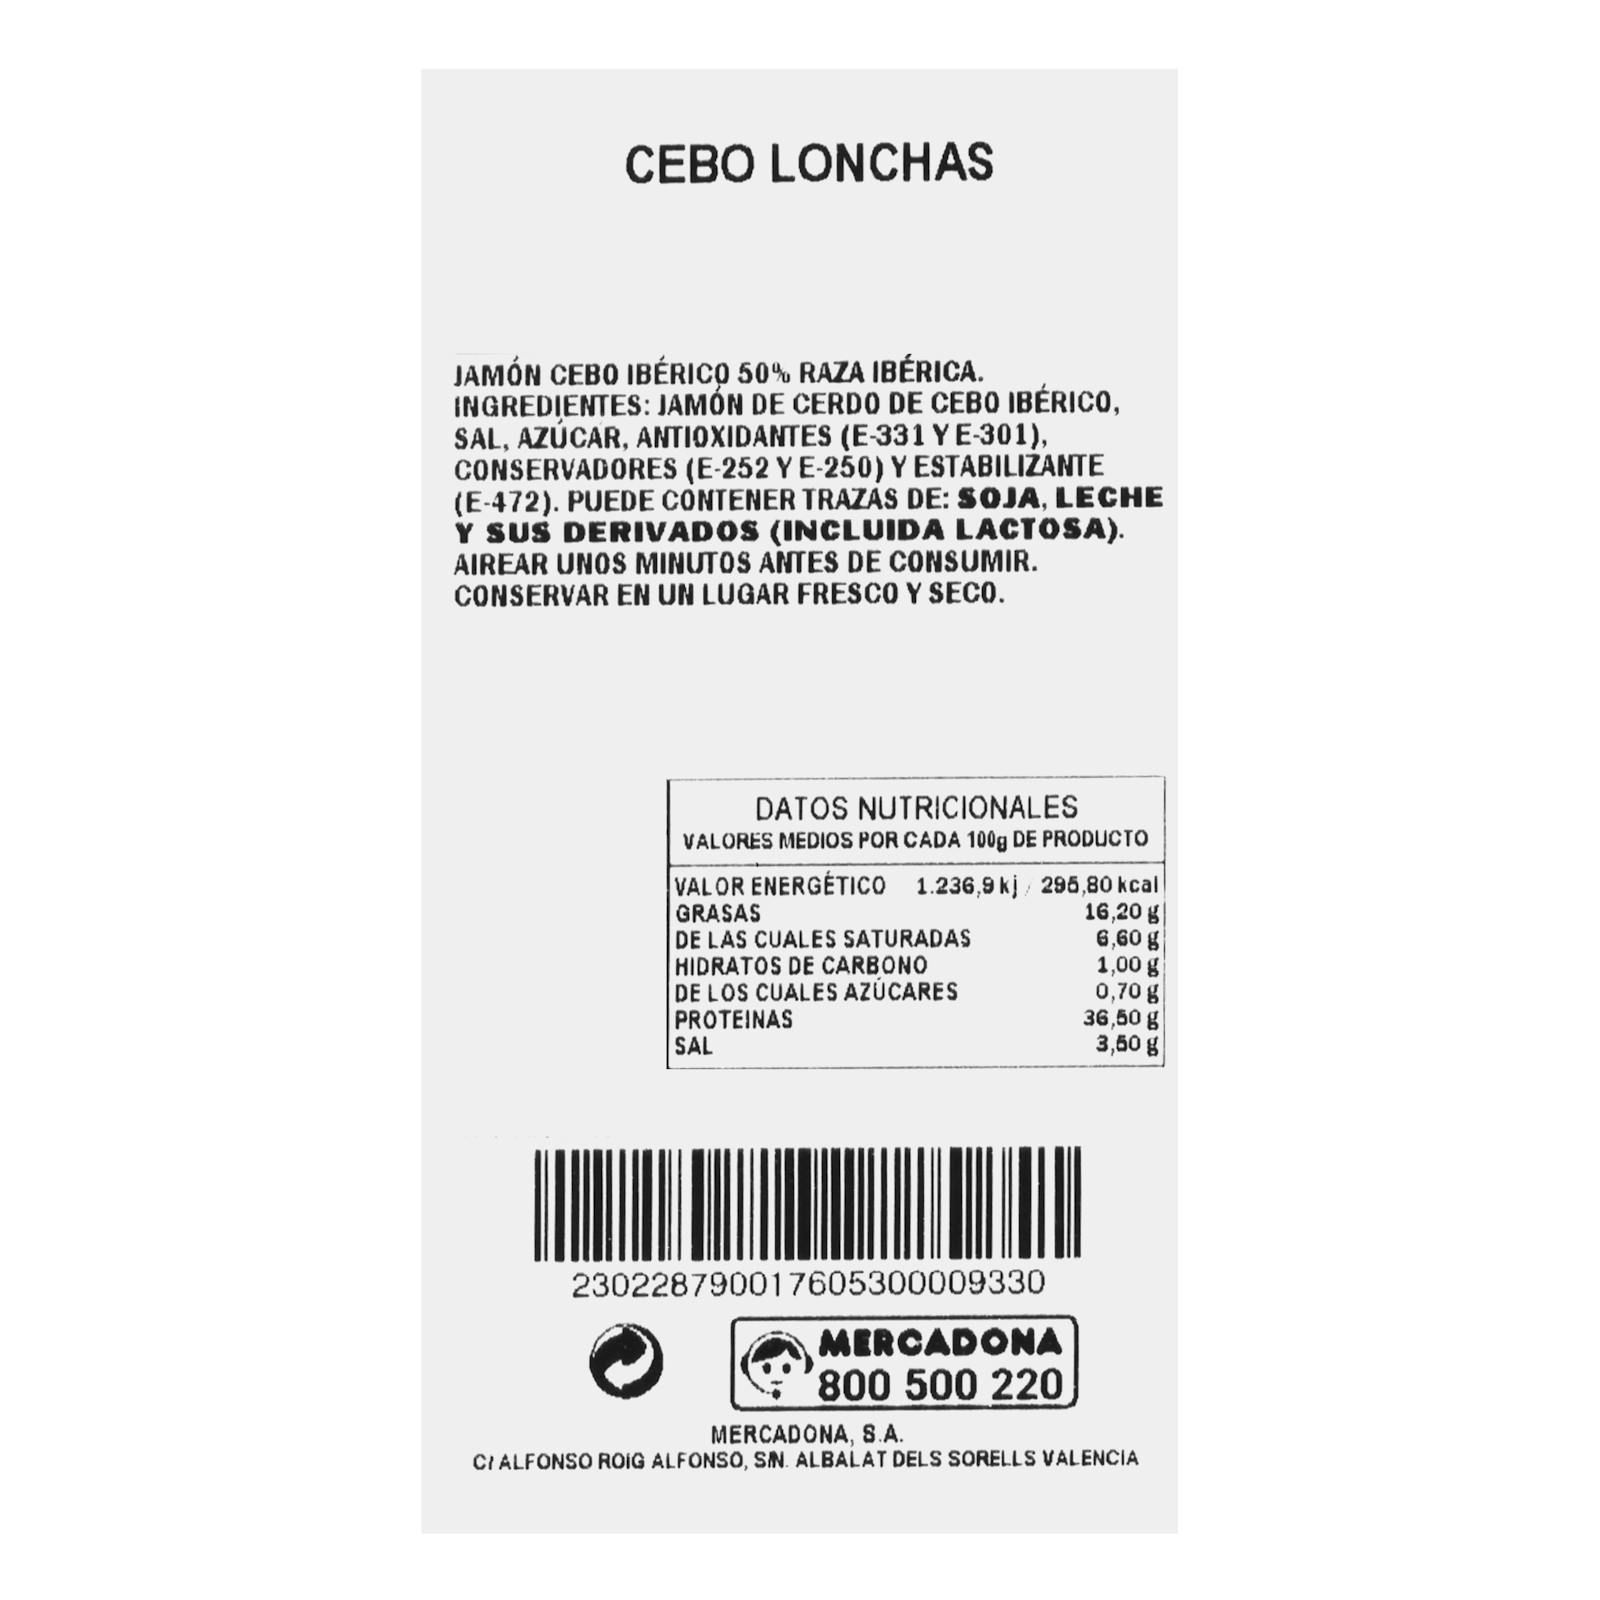 CEBO LONCHAS
JAMÓN CEBO IBÉRICO 50% RAZA IBÉRICA.
INGREDIENTES: JAMÓN DE CERDO DE CEBO IBÉRICO,
SAL, AZÚCAR, ANTIOXIDANTES (E-331 Y E-301),
CONSERVADORES (E-252 Y E-250) Y ESTABILIZANTE
(E-472). PUEDE CONTENER TRAZAS DE: SOJA, LECHE
Y SUS DERIVADOS (INCLUIDA LACTOSA).
AIREAR UNOS MINUTOS ANTES DE CONSUMIR.
CONSERVAR EN UN LUGAR FRESCO Y SECO.
DATOS NUTRICIONALES
VALORES MEDIOS POR CADA 100g DE PRODUCTO
VALOR ENERGÉTICO 1.236,9 kj / 295,80 kcal
GRASAS 16,20 g
DE LAS CUALES SATURADAS 6,60 g
HIDRATOS DE CARBONO 1,00 g
DE LOS CUALES AZÚCARES 0,70 g
PROTEINAS 36,50 g
SAL 3,50 g
230228790017605300009330
MERCADONA
800 500 220
MERCADONA, S.A.
C/ ALFONSO ROIG ALFONSO, S/N. ALBALAT DELS SORELLS VALENCIA